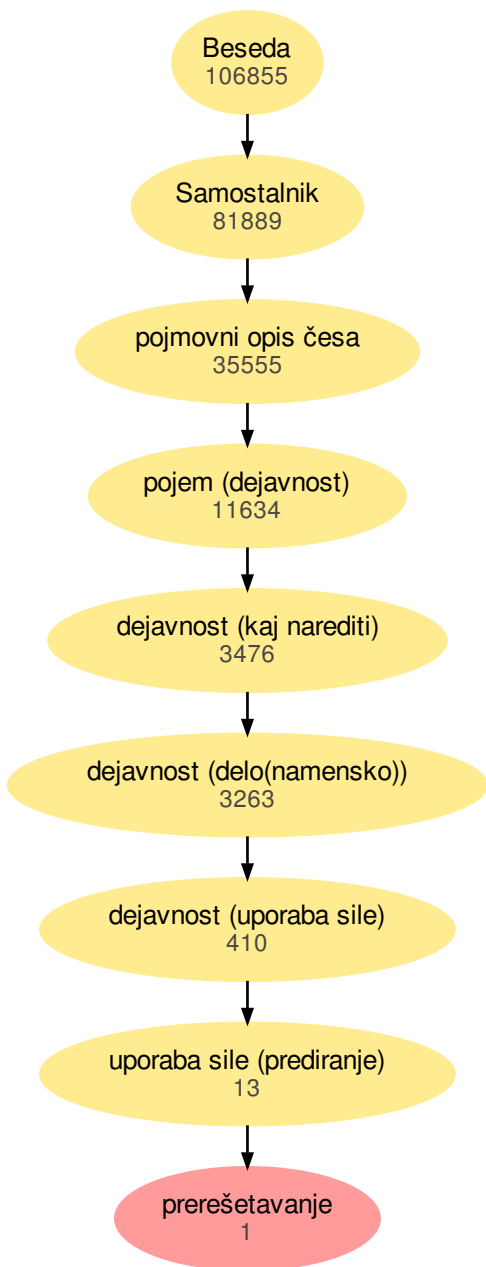 Beseda
106855
Samostalnik
81889
pojmovni opis česa
35555
pojem (dejavnost)
11634
dejavnost (kaj narediti)
3476
dejavnost (delo(namensko))
3263
dejavnost (uporaba sile)
410
uporaba sile (prediranje)
13
prerešetavanje
1